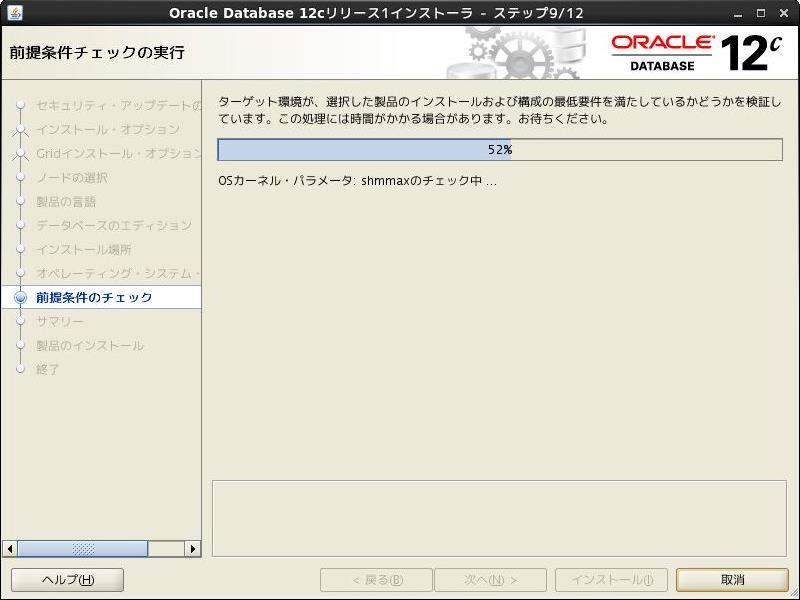 Oracle Database 12cリリース1インストーラ - ステップ9/12
前提条件チェックの実行
ORACLE
DATABASE
12c
セキュリティ・アップデートの
インストール・オプション
Gridインストール・オプション
ノードの選択
製品の言語
データベースのエディション
インストール場所
オペレーティング・システム・
前提条件のチェック
サマリー
製品のインストール
終了
ターゲット環境が、選択した製品のインストールおよび構成の最低要件を満たしているかどうかを検証し
ています。この処理には時間がかかる場合があります。お待ちください。
52%
OSカーネル・パラメータ: shmmaxのチェック中 ...
ヘルプ(H)
< 戻る(B)
次へ(N) >
インストール(I)
取消